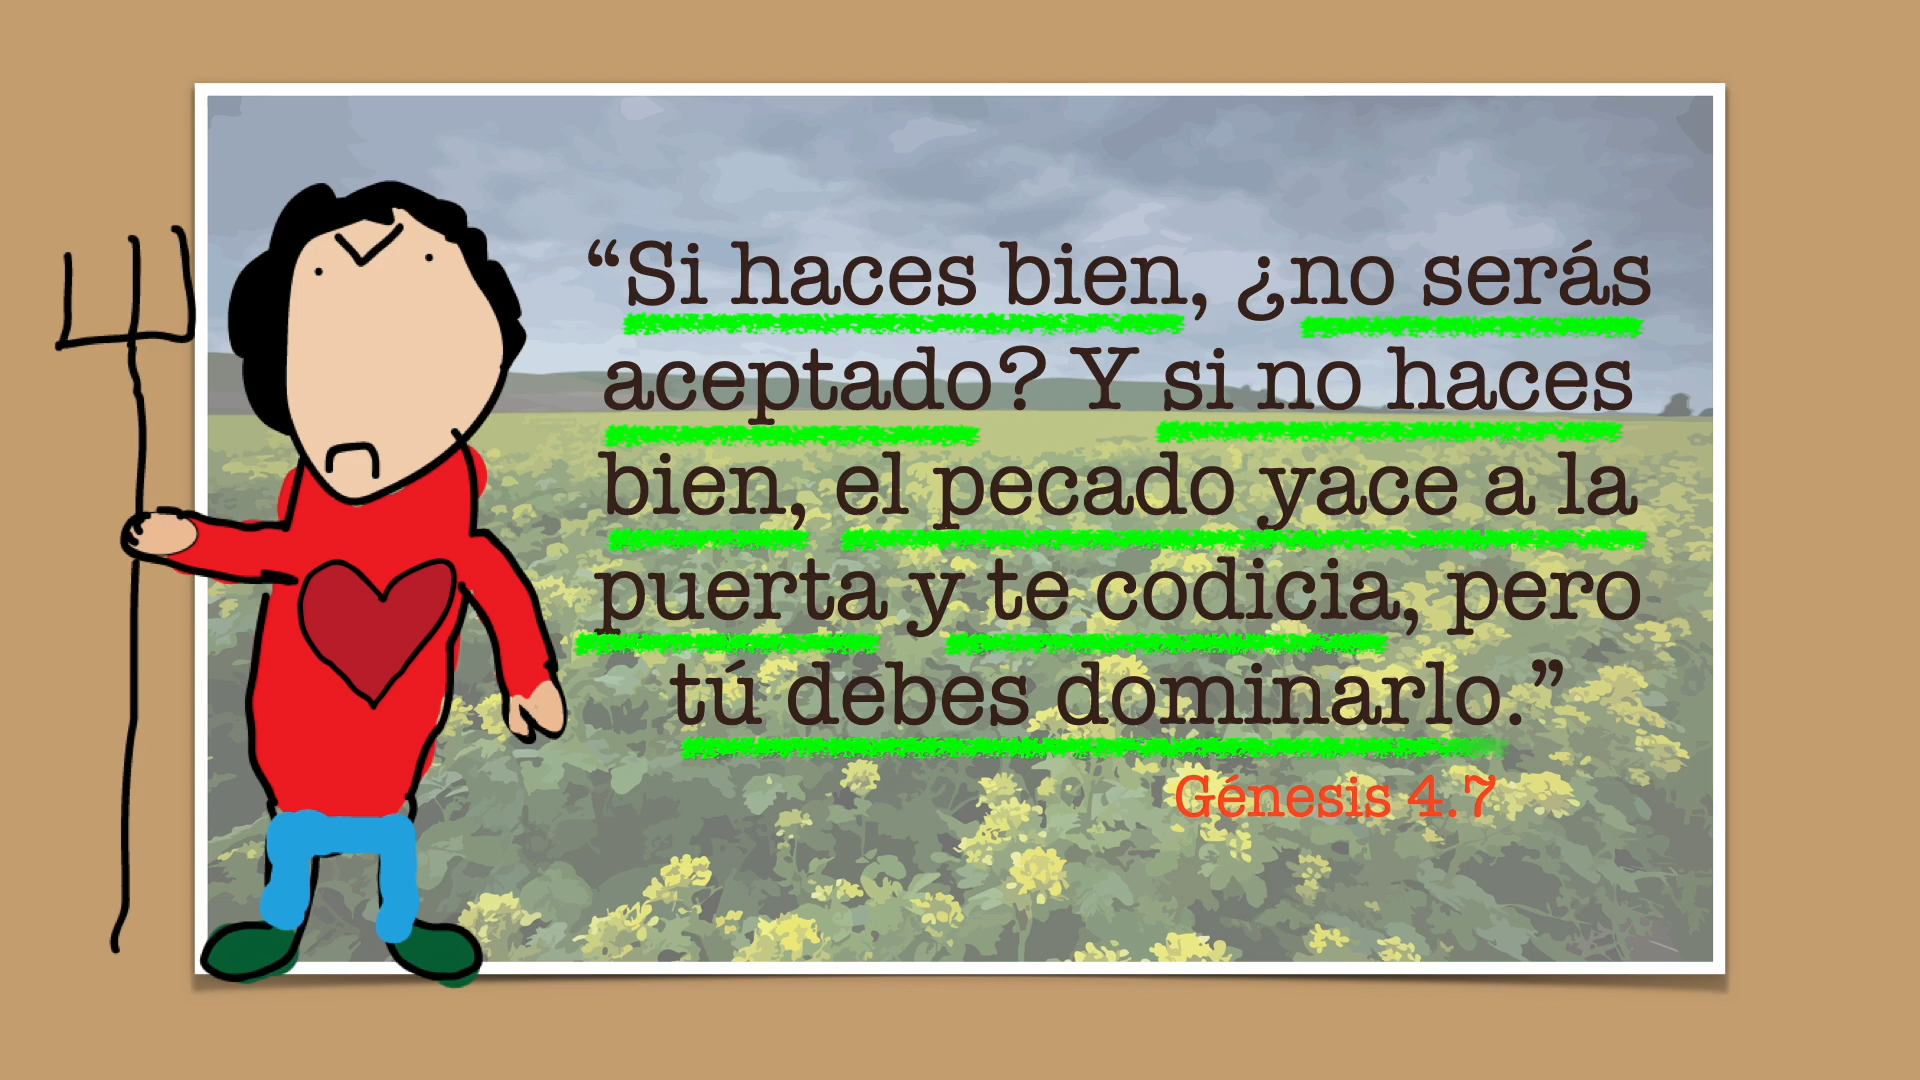 “Si haces bien, ¿no serás
aceptado? Y si no haces
bien, el pecado yace a la
puerta y te codicia, pero
tú debes dominarlo.”
Génesis 4.7